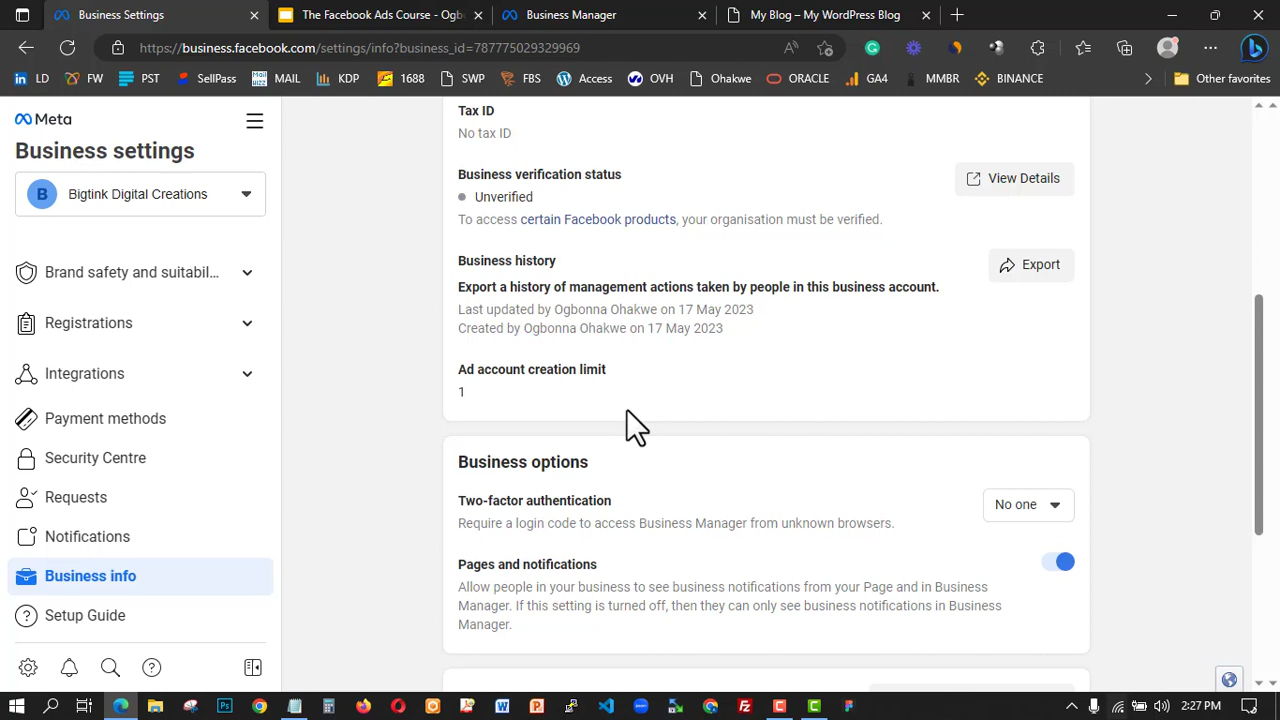 Business Settings
The Facebook Ads Course - Ogb
Business Manager
My Blog – My WordPress Blog
https://business.facebook.com/settings/info?business_id=787775029329969
LD
FW
PST
SellPass
MAIL
KDP
1688
SWP
FBS
Access
OVH
Ohakwe
ORACLE
GA4
MMBR
BINANCE
Other favorites
Meta
Business settings
B
Bigtink Digital Creations
Brand safety and suitabil...
Registrations
Integrations
Payment methods
Security Centre
Requests
Notifications
Business info
Setup Guide
Tax ID
No tax ID
Business verification status
View Details
Unverified
To access certain Facebook products, your organisation must be verified.
Business history
Export
Export a history of management actions taken by people in this business account.
Last updated by Ogbonna Ohakwe on 17 May 2023
Created by Ogbonna Ohakwe on 17 May 2023
Ad account creation limit
1
Business options
Two-factor authentication
No one
Require a login code to access Business Manager from unknown browsers.
Pages and notifications
Allow people in your business to see business notifications from your Page and in Business
Manager. If this setting is turned off, then they can only see business notifications in Business
Manager.
2:27 PM